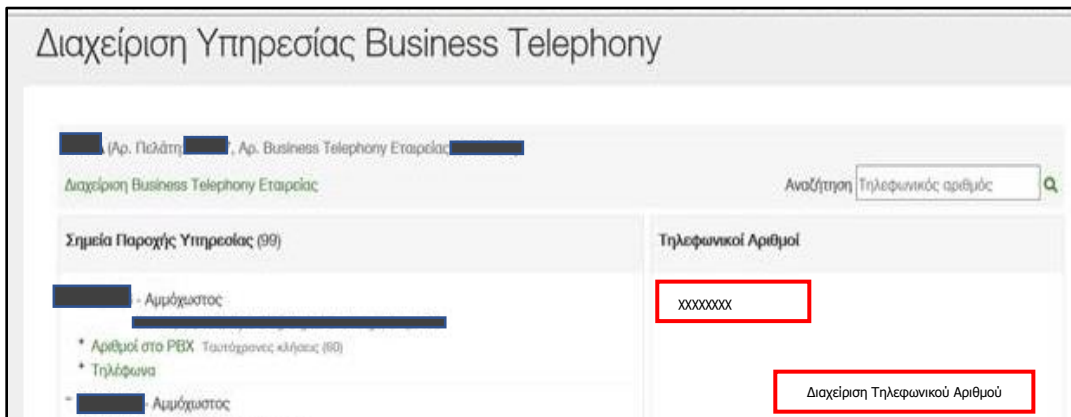 Διαχείριση Υπηρεσίας Business Telephony
(Αρ. Πελάτη , Αρ. Business Telephony Εταιρείας
Διαχείριση Business Telephony Εταιρείας
Αναζήτηση Τηλεφωνικός αριθμός
Σημεία Παροχής Υπηρεσίας (99)
Τηλεφωνικοί Αριθμοί
- Αμμόχωστος
XXXXXXXX
* Αριθμοί στο PBX Ταυτόχρονες κλήσεις (60)
* Τηλέφωνα
Διαχείριση Τηλεφωνικού Αριθμού
- Αμμόχωστος